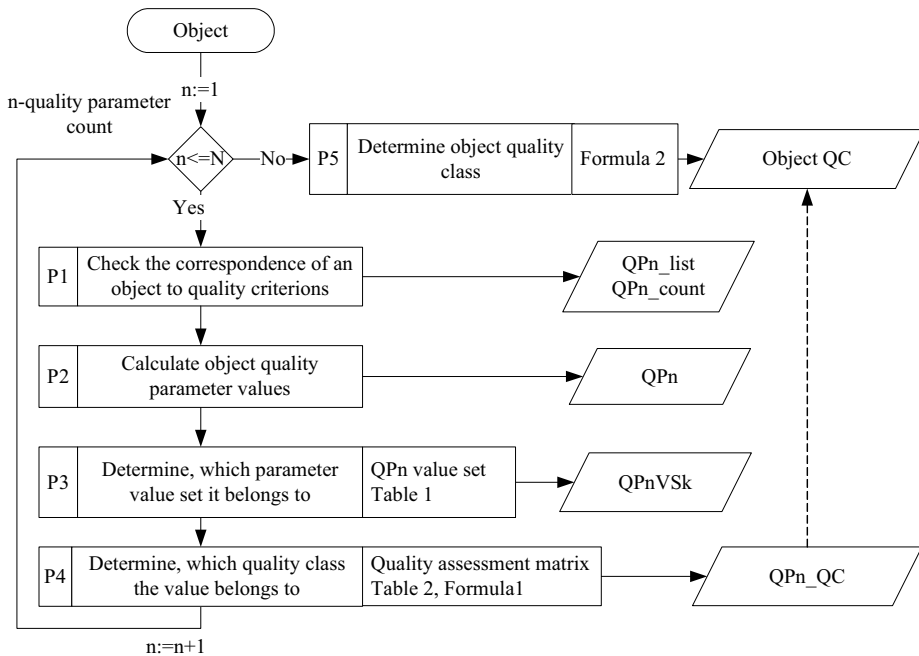 Object
n:=1
n-quality parameter
count
n<=N
No
P5
Determine object quality
class
Formula 2
Object QC
Yes
P1
Check the correspondence of an
object to quality criterions
QPn_list
QPn_count
P2
Calculate object quality
parameter values
QPn
P3
Determine, which parameter
value set it belongs to
QPn value set
Table 1
QPnVSk
P4
Determine, which quality class
the value belongs to
Quality assessment matrix
Table 2, Formula1
QPn_QC
n:=n+1